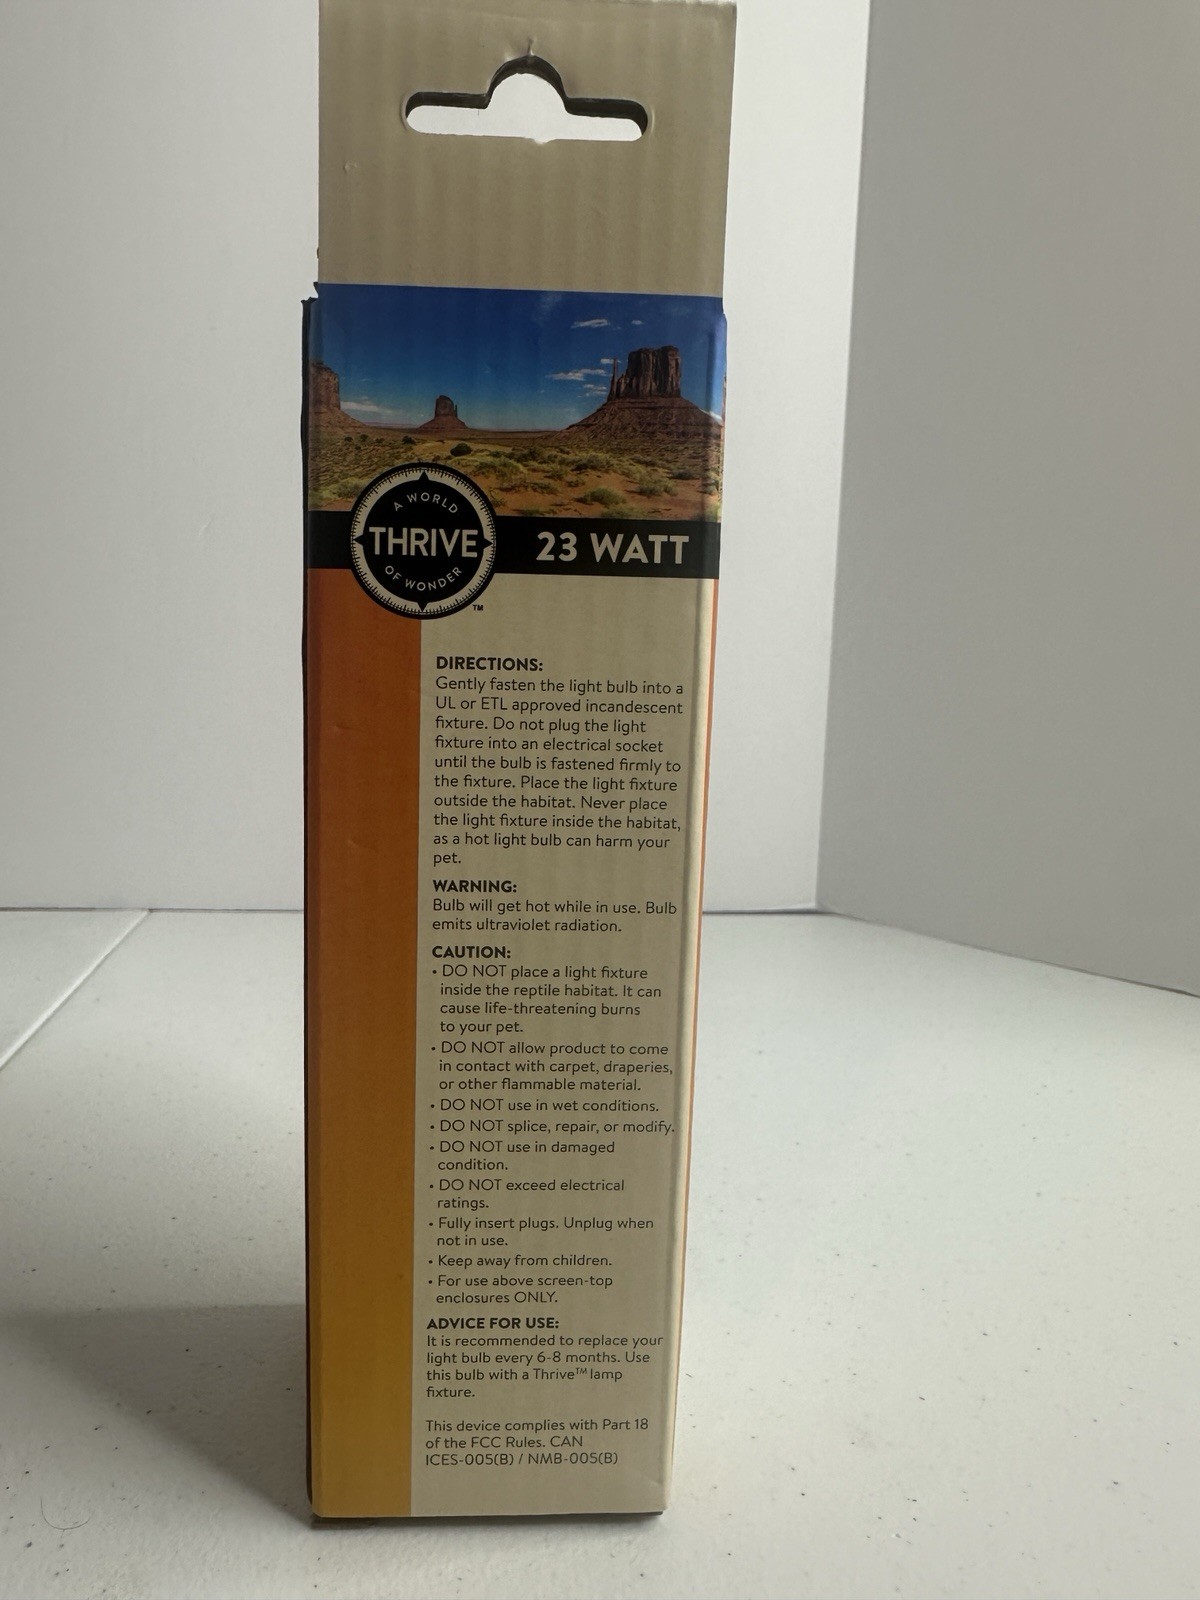 A WORLD
THRIVE
OF WONDER
TM
23 WATT
DIRECTIONS:
Gently fasten the light bulb into a
UL or ETL approved incandescent
fixture. Do not plug the light
fixture into an electrical socket
until the bulb is fastened firmly to
the fixture. Place the light fixture
outside the habitat. Never place
the light fixture inside the habitat,
as a hot light bulb can harm your
pet.
WARNING:
Bulb will get hot while in use. Bulb
emits ultraviolet radiation.
CAUTION:
• DO NOT place a light fixture
inside the reptile habitat. It can
cause life-threatening burns
to your pet.
• DO NOT allow product to come
in contact with carpet, draperies,
or other flammable material.
• DO NOT use in wet conditions.
• DO NOT splice, repair, or modify.
• DO NOT use in damaged
condition.
• DO NOT exceed electrical
ratings.
• Fully insert plugs. Unplug when
not in use.
• Keep away from children.
• For use above screen-top
enclosures ONLY.
ADVICE FOR USE:
It is recommended to replace your
light bulb every 6-8 months. Use
this bulb with a Thrive™ lamp
fixture.
This device complies with Part 18
of the FCC Rules. CAN
ICES-005(B) / NMB-005(B)